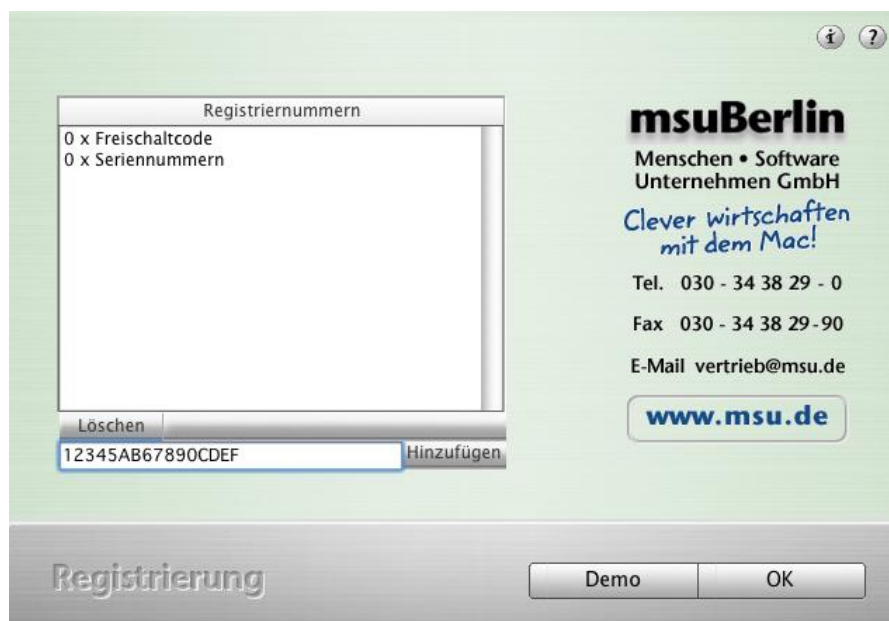 i ?
Registriernummern
0 x Freischaltcode
0 x Seriennummern
Löschen
12345AB67890CDEF
Hinzufügen
msuBerlin
Menschen • Software
Unternehmen GmbH
Clever wirtschaften
mit dem Mac!
Tel. 030 - 34 38 29 - 0
Fax 030 - 34 38 29-90
E-Mail vertrieb@msu.de
www.msu.de
Registrierung
Demo
OK